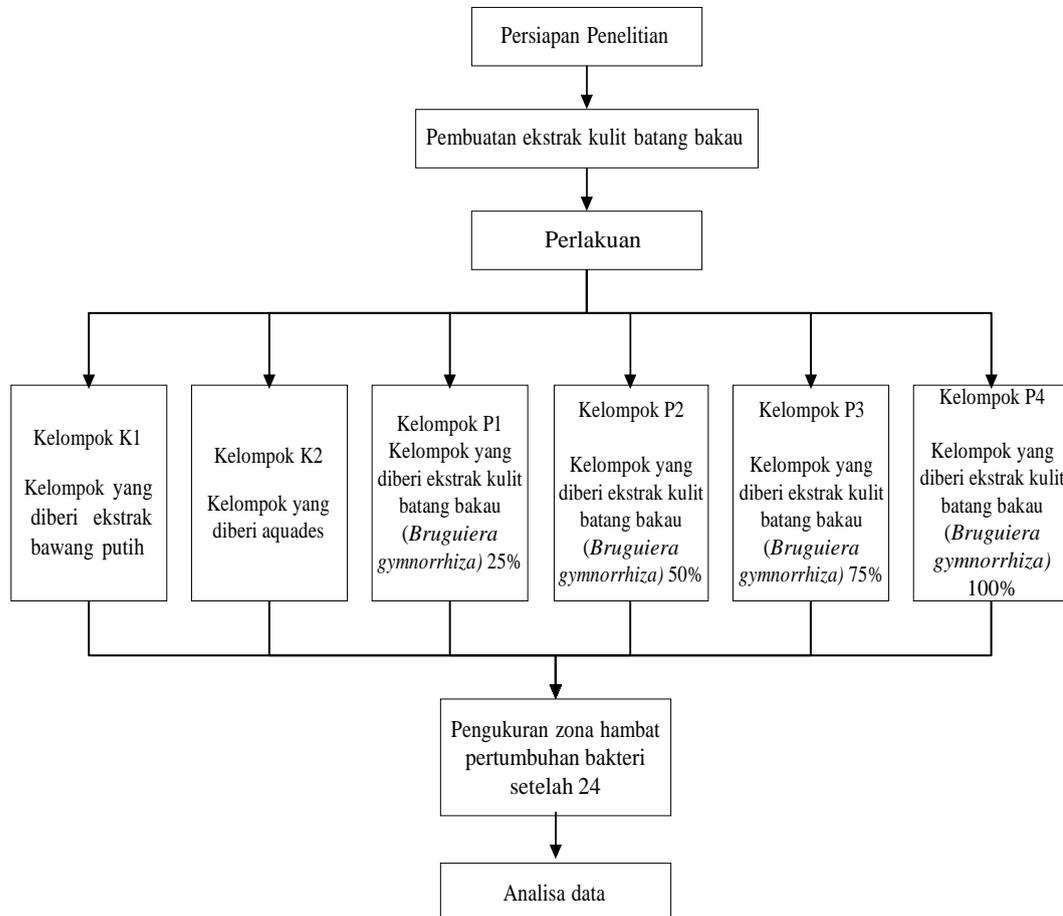 Persiapan Penelitian
Pembuatan ekstrak kulit batang bakau
Perlakuan
Kelompok K1
Kelompok yang
diberi ekstrak
bawang putih
Kelompok K2
Kelompok yang
diberi aquades
Kelompok P1
Kelompok yang
diberi ekstrak kulit
batang bakau
(Bruguiera
gymnorrhiza) 25%
Kelompok P2
Kelompok yang
diberi ekstrak kulit
batang bakau
(Bruguiera
gymnorrhiza) 50%
Kelompok P3
Kelompok yang
diberi ekstrak kulit
batang bakau
(Bruguiera
gymnorrhiza) 75%
Kelompok P4
Kelompok yang
diberi ekstrak kulit
batang bakau
(Bruguiera
gymnorrhiza)
100%
Pengukuran zona hambat
pertumbuhan bakteri
setelah 24
Analisa data